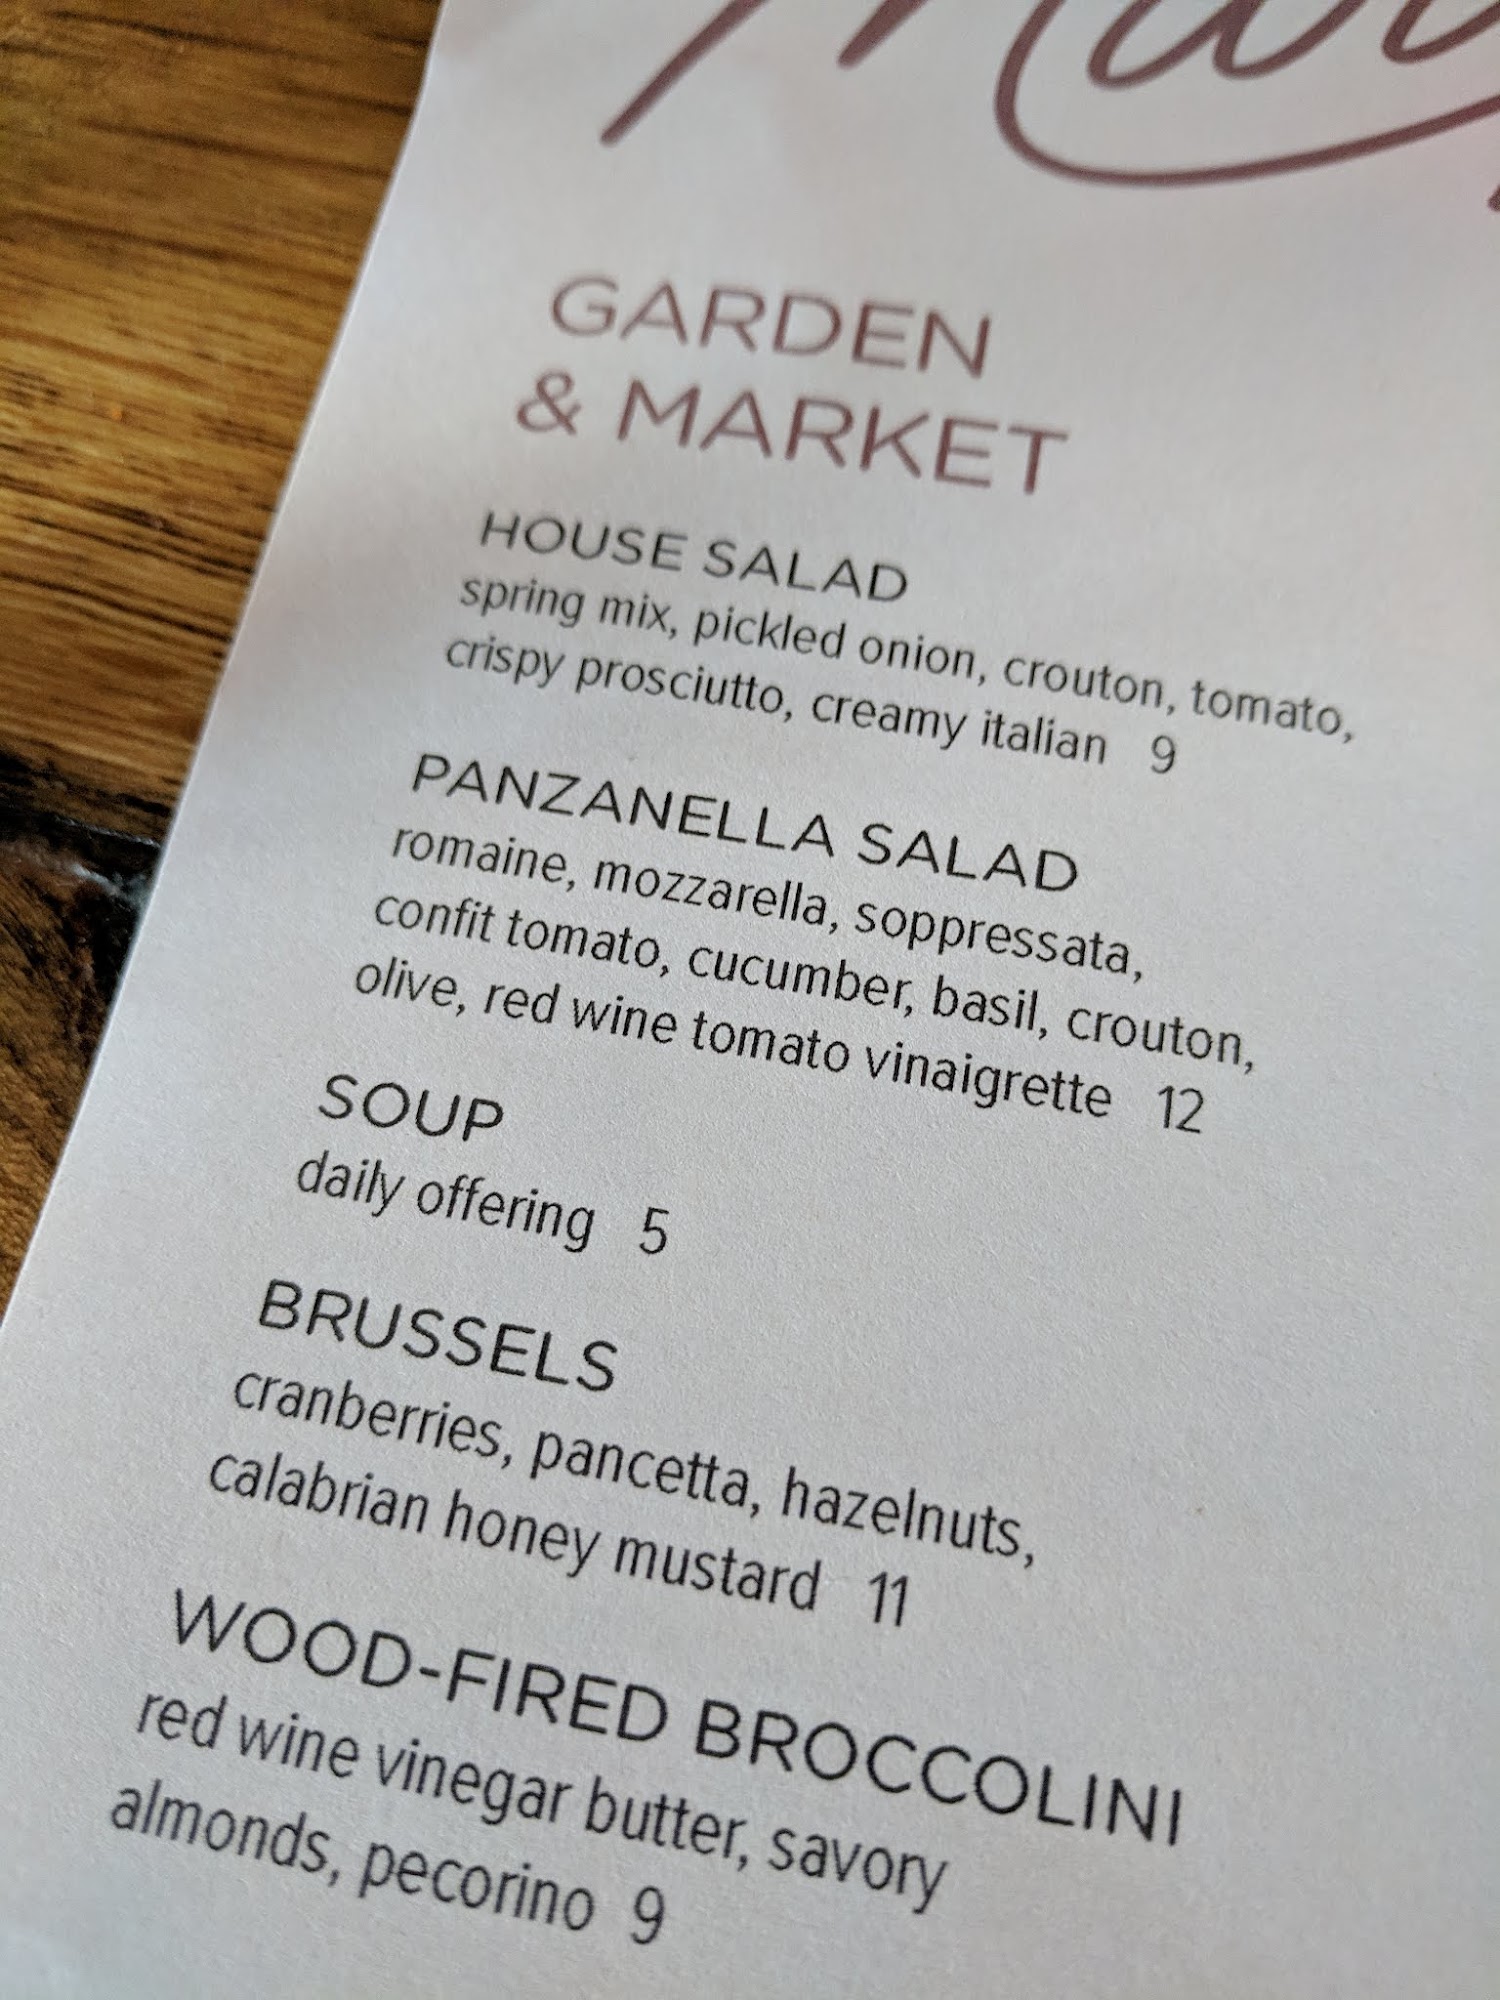 GARDEN
& MARKET
HOUSE SALAD
spring mix, pickled onion, crouton, tomato,
crispy prosciutto, creamy italian 9
PANZANELLA SALAD
romaine, mozzarella, soppressata,
confit tomato, cucumber, basil, crouton,
olive, red wine tomato vinaigrette 12
SOUP
daily offering 5
BRUSSELS
cranberries, pancetta, hazelnuts,
calabrian honey mustard 11
WOOD-FIRED BROCCOLINI
red wine vinegar butter, savory
almonds, pecorino 9